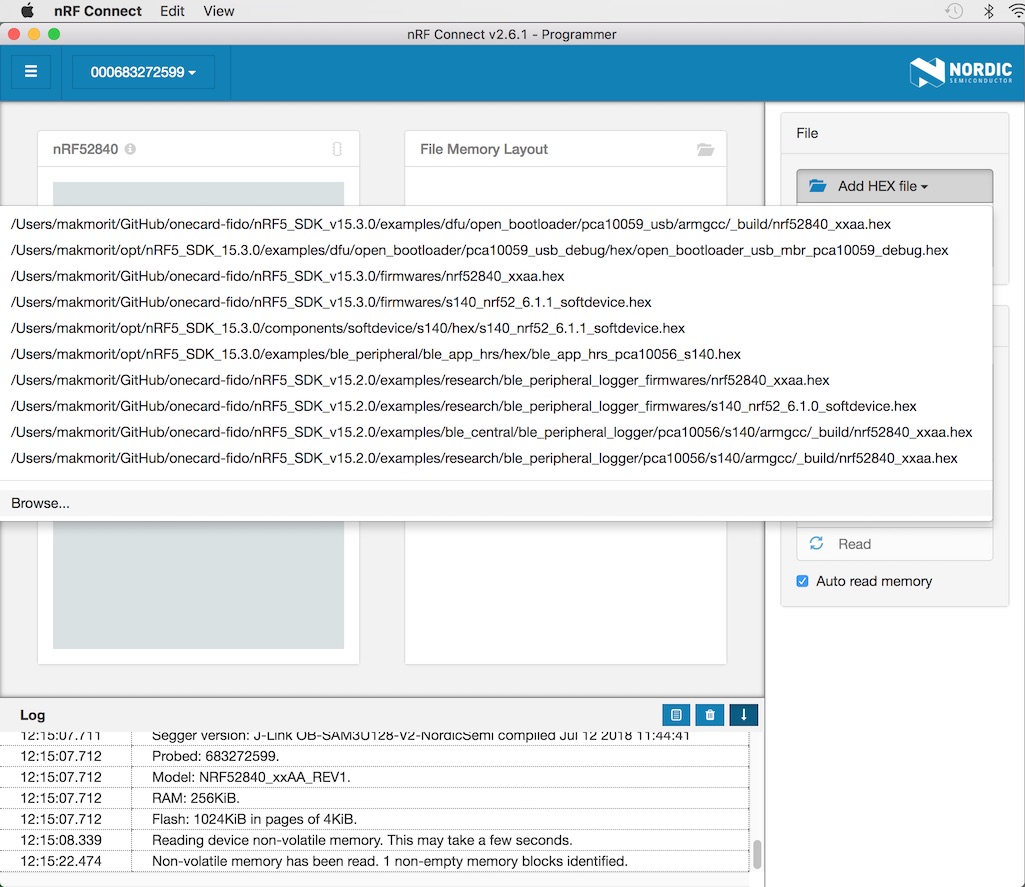 nRF Connect Edit View
nRF Connect v2.6.1 - Programmer
000683272599
NORDIC
SEMICONDUCTOR
nRF52840
File Memory Layout
File
Add HEX file
/Users/makmorit/GitHub/onecard-fido/nRF5_SDK_v15.3.0/examples/dfu/open_bootloader/pca10059_usb/armgcc/_build/nrf52840_xxaa.hex
/Users/makmorit/opt/nRF5_SDK_15.3.0/examples/dfu/open_bootloader/pca10059_usb_debug/hex/open_bootloader_usb_mbr_pca10059_debug.hex
/Users/makmorit/GitHub/onecard-fido/nRF5_SDK_v15.3.0/firmwares/nrf52840_xxaa.hex
/Users/makmorit/GitHub/onecard-fido/nRF5_SDK_v15.3.0/firmwares/s140_nrf52_6.1.1_softdevice.hex
/Users/makmorit/opt/nRF5_SDK_15.3.0/components/softdevice/s140/hex/s140_nrf52_6.1.1_softdevice.hex
/Users/makmorit/opt/nRF5_SDK_15.3.0/examples/ble_peripheral/ble_app_hrs/hex/ble_app_hrs_pca10056_s140.hex
/Users/makmorit/GitHub/onecard-fido/nRF5_SDK_v15.2.0/examples/research/ble_peripheral_logger_firmwares/nrf52840_xxaa.hex
/Users/makmorit/GitHub/onecard-fido/nRF5_SDK_v15.2.0/examples/research/ble_peripheral_logger_firmwares/s140_nrf52_6.1.0_softdevice.hex
/Users/makmorit/GitHub/onecard-fido/nRF5_SDK_v15.2.0/examples/ble_central/ble_peripheral_logger/pca10056/s140/armgcc/_build/nrf52840_xxaa.hex
/Users/makmorit/GitHub/onecard-fido/nRF5_SDK_v15.2.0/examples/research/ble_peripheral_logger/pca10056/s140/armgcc/_build/nrf52840_xxaa.hex
Browse...
Read
Auto read memory
Log
12:15:07.711 Segger version: J-Link OB-SAM3U128-V2-NordicSemi compiled Jul 12 2018 11:44:41
12:15:07.712 Probed: 683272599.
12:15:07.712 Model: NRF52840_xxAA_REV1.
12:15:07.712 RAM: 256KiB.
12:15:07.712 Flash: 1024KiB in pages of 4KiB.
12:15:08.339 Reading device non-volatile memory. This may take a few seconds.
12:15:22.474 Non-volatile memory has been read. 1 non-empty memory blocks identified.